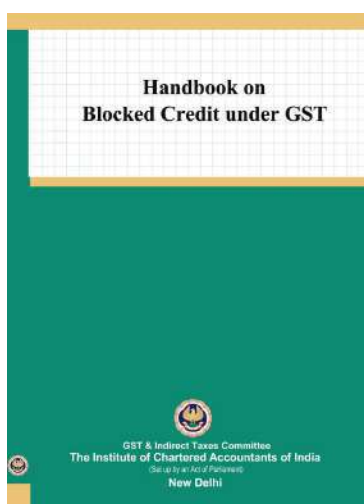 Handbook on
Blocked Credit under GST
GST & Indirect Taxes Committee
The Institute of Chartered Accountants of India
(Set up by an Act of Parliament)
New Delhi